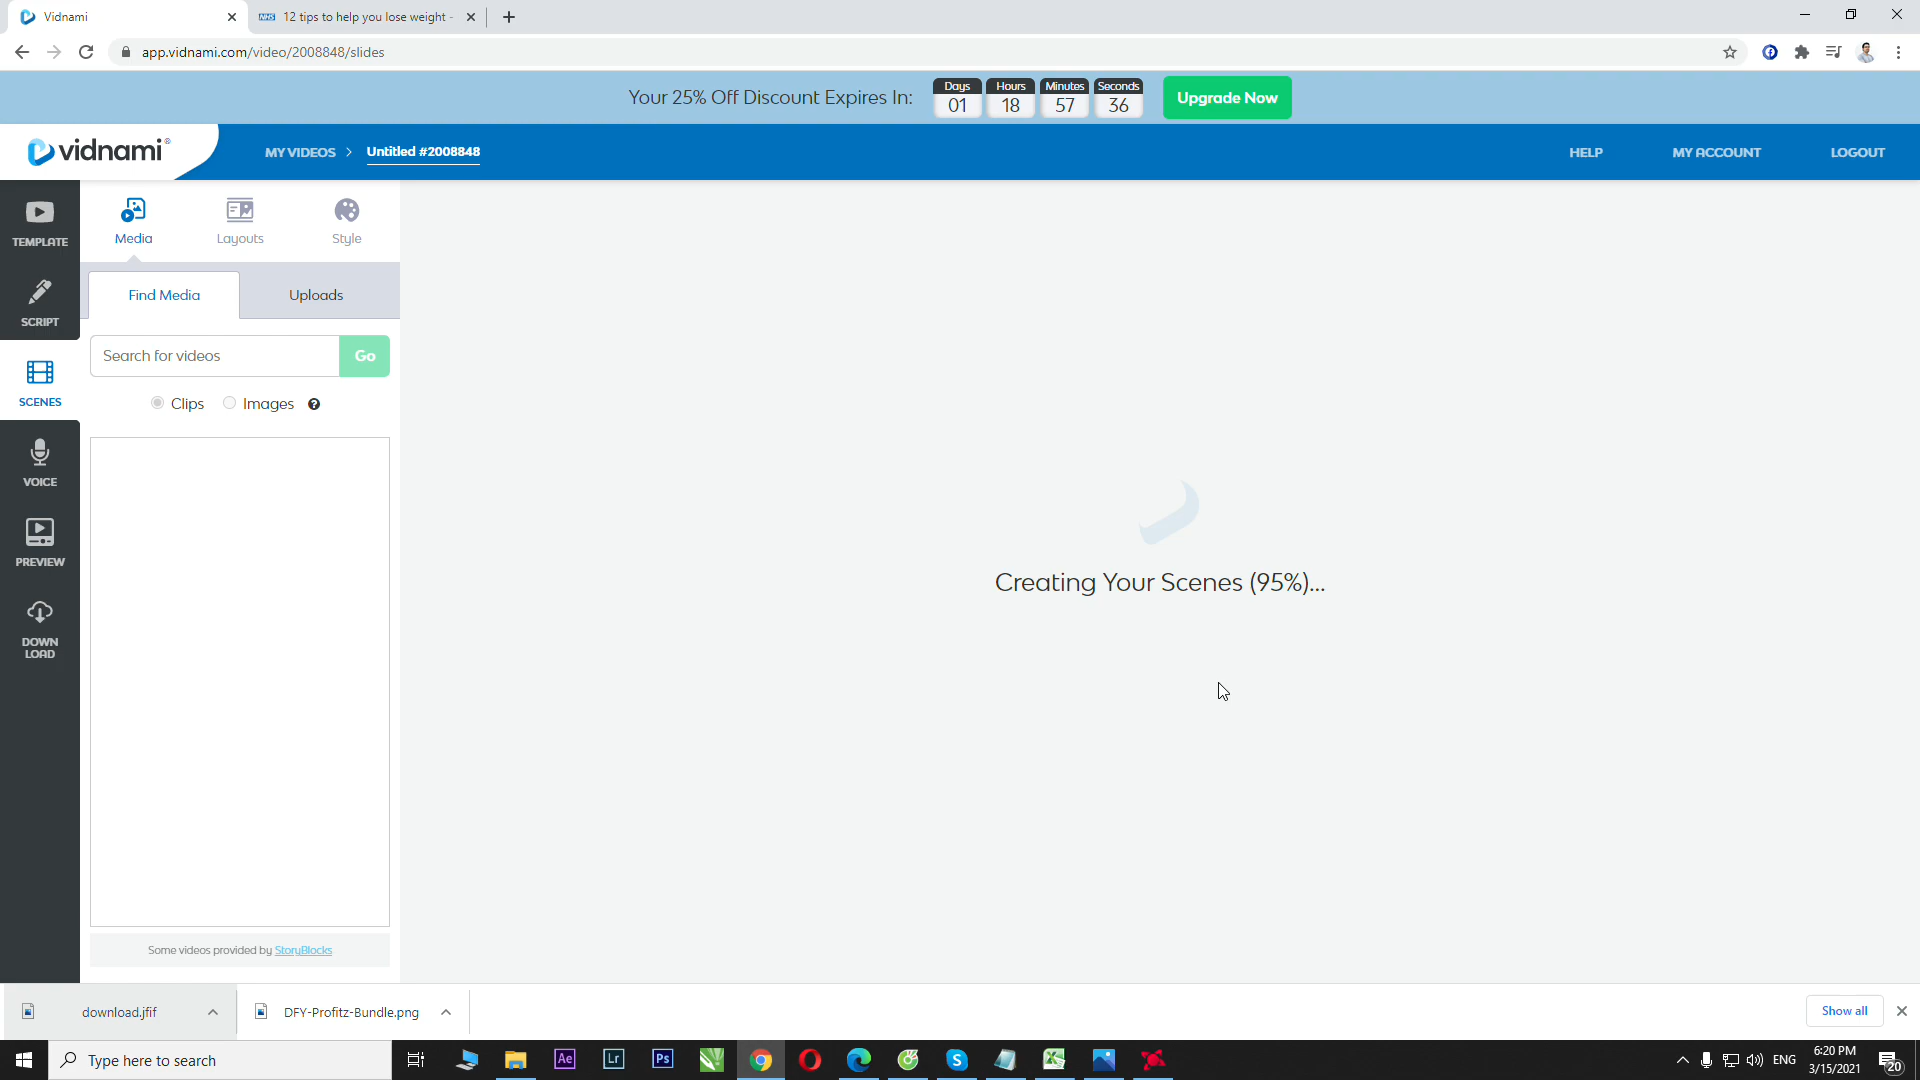 Vidnami
12 tips to help you lose weight -
app.vidnami.com/video/2008848/slides
Your 25% Off Discount Expires In:
Days Hours Minutes Seconds
01 18 57 36
Upgrade Now
vidnami®
MY VIDEOS > Untitled #2008848
HELP
MY ACCOUNT
LOGOUT
TEMPLATE
SCRIPT
SCENES
VOICE
PREVIEW
DOWN
LOAD
Media
Layouts
Style
Find Media
Uploads
Search for videos
Go
Clips
Images
Creating Your Scenes (95%)...
Some videos provided by StoryBlocks
download.jfif
DFY-Profitz-Bundle.png
Show all
Type here to search
Ae
Lr
Ps
ENG
6:20 PM
3/15/2021
20